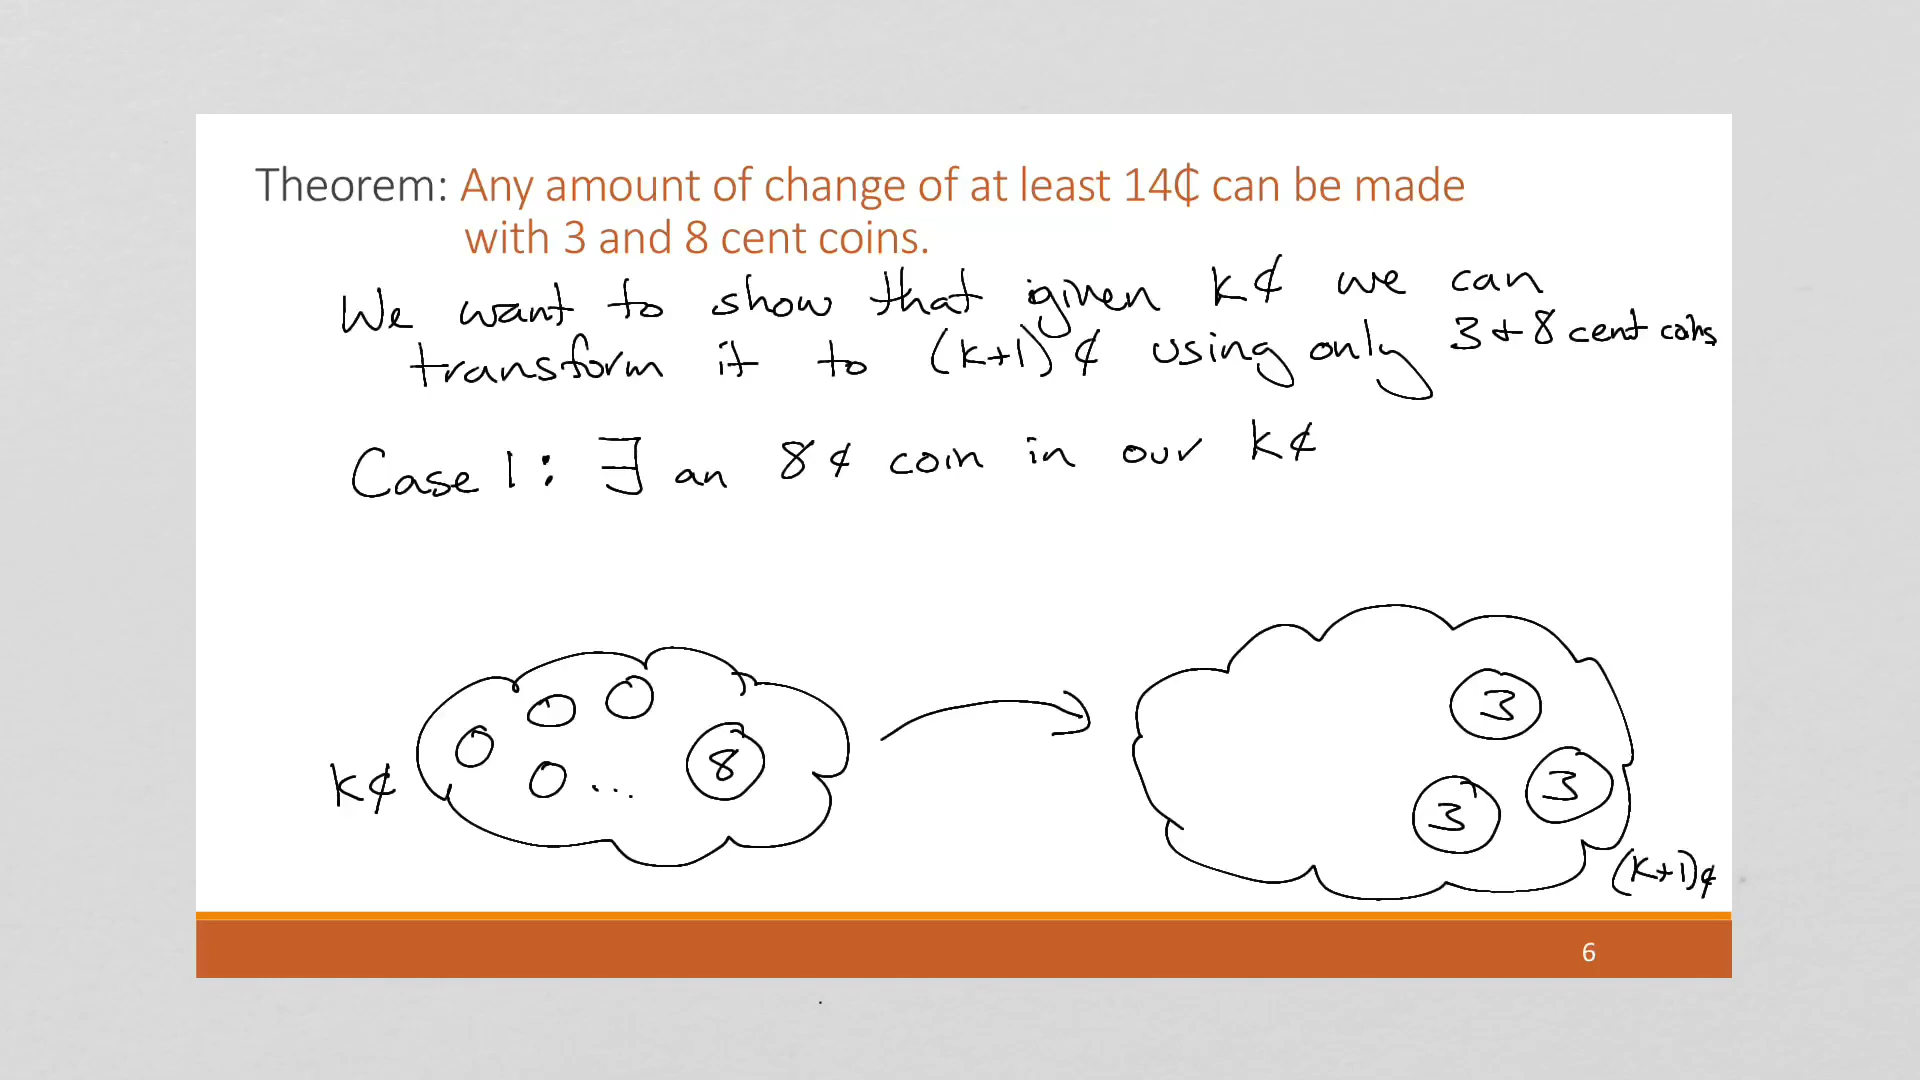 Theorem: Any amount of change of at least 14₵ can be made
with 3 and 8 cent coins.
We want to show that given k¢ we can
transform it to (k+1)¢ using only 3 + 8 cent coins
Case 1: ∃ an 8¢ coin in our k¢
3
8
3
k¢
...
3
(k+1)¢
6